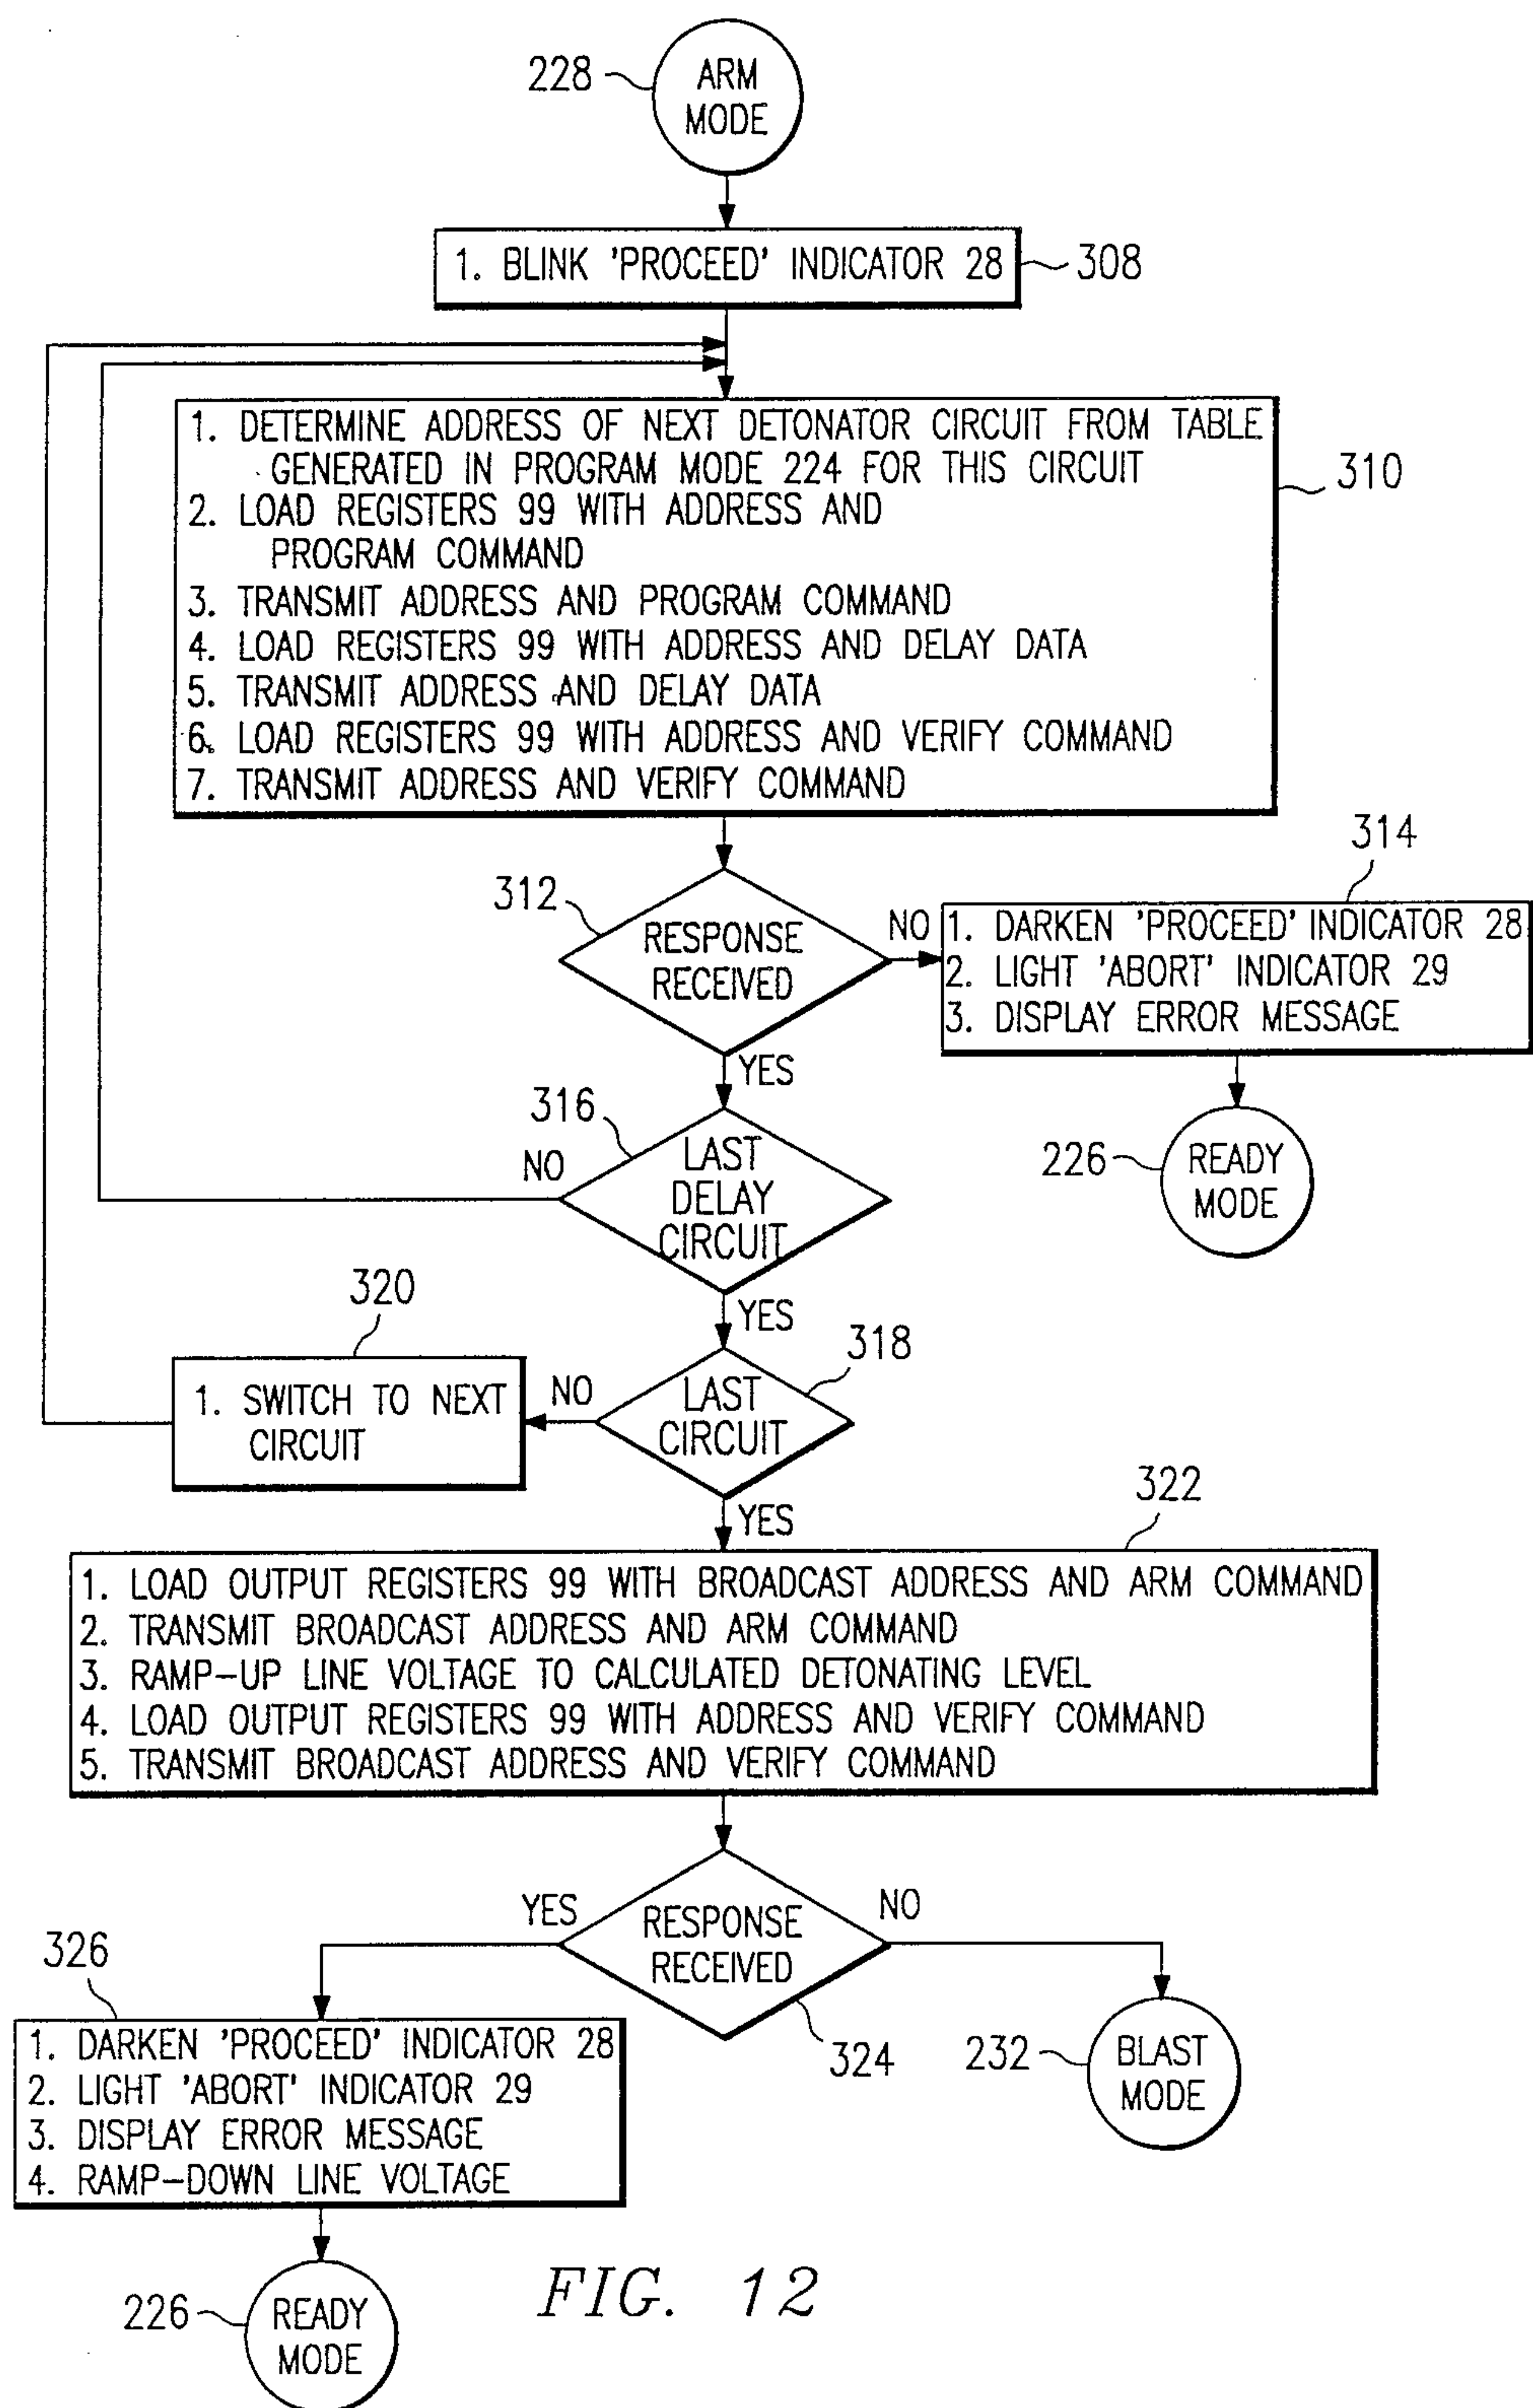 228
ARM
MODE
1. BLINK 'PROCEED' INDICATOR 28
308
1. DETERMINE ADDRESS OF NEXT DETONATOR CIRCUIT FROM TABLE
GENERATED IN PROGRAM MODE 224 FOR THIS CIRCUIT
2. LOAD REGISTERS 99 WITH ADDRESS AND
PROGRAM COMMAND
3. TRANSMIT ADDRESS AND PROGRAM COMMAND
4. LOAD REGISTERS 99 WITH ADDRESS AND DELAY DATA
5. TRANSMIT ADDRESS AND DELAY DATA
6. LOAD REGISTERS 99 WITH ADDRESS AND VERIFY COMMAND
7. TRANSMIT ADDRESS AND VERIFY COMMAND
310
312
RESPONSE
RECEIVED
NO
314
1. DARKEN 'PROCEED' INDICATOR 28
2. LIGHT 'ABORT' INDICATOR 29
3. DISPLAY ERROR MESSAGE
YES
226
READY
MODE
316
NO
LAST
DELAY
CIRCUIT
YES
320
1. SWITCH TO NEXT
CIRCUIT
NO
318
LAST
CIRCUIT
YES
322
1. LOAD OUTPUT REGISTERS 99 WITH BROADCAST ADDRESS AND ARM COMMAND
2. TRANSMIT BROADCAST ADDRESS AND ARM COMMAND
3. RAMP-UP LINE VOLTAGE TO CALCULATED DETONATING LEVEL
4. LOAD OUTPUT REGISTERS 99 WITH ADDRESS AND VERIFY COMMAND
5. TRANSMIT BROADCAST ADDRESS AND VERIFY COMMAND
YES
RESPONSE
RECEIVED
NO
324
326
1. DARKEN 'PROCEED' INDICATOR 28
2. LIGHT 'ABORT' INDICATOR 29
3. DISPLAY ERROR MESSAGE
4. RAMP-DOWN LINE VOLTAGE
232
BLAST
MODE
226
READY
MODE
FIG. 12